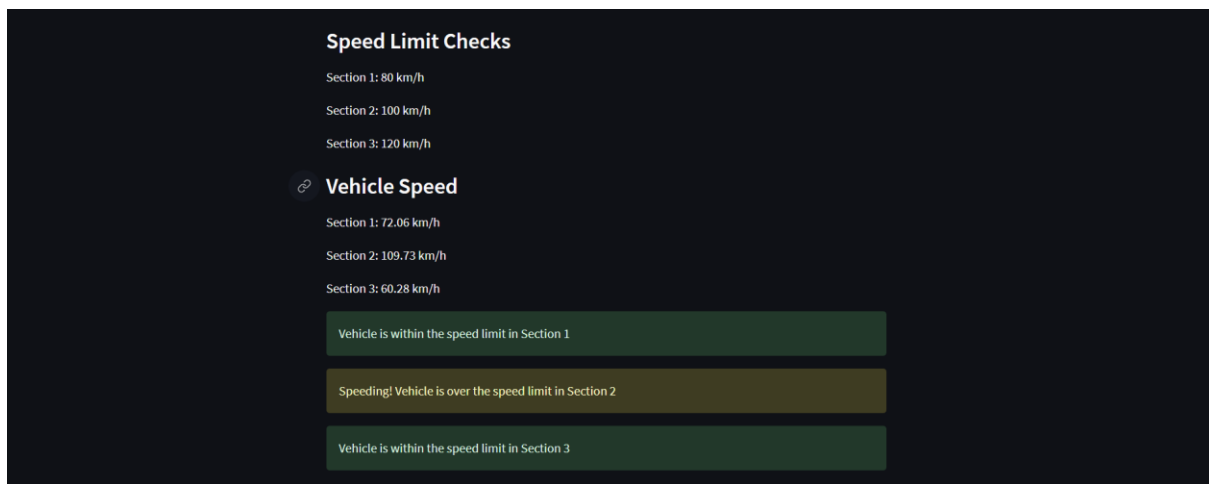 Speed Limit Checks
Section 1: 80 km/h
Section 2: 100 km/h
Section 3: 120 km/h
Vehicle Speed
Section 1: 72.06 km/h
Section 2: 109.73 km/h
Section 3: 60.28 km/h
Vehicle is within the speed limit in Section 1
Speeding! Vehicle is over the speed limit in Section 2
Vehicle is within the speed limit in Section 3